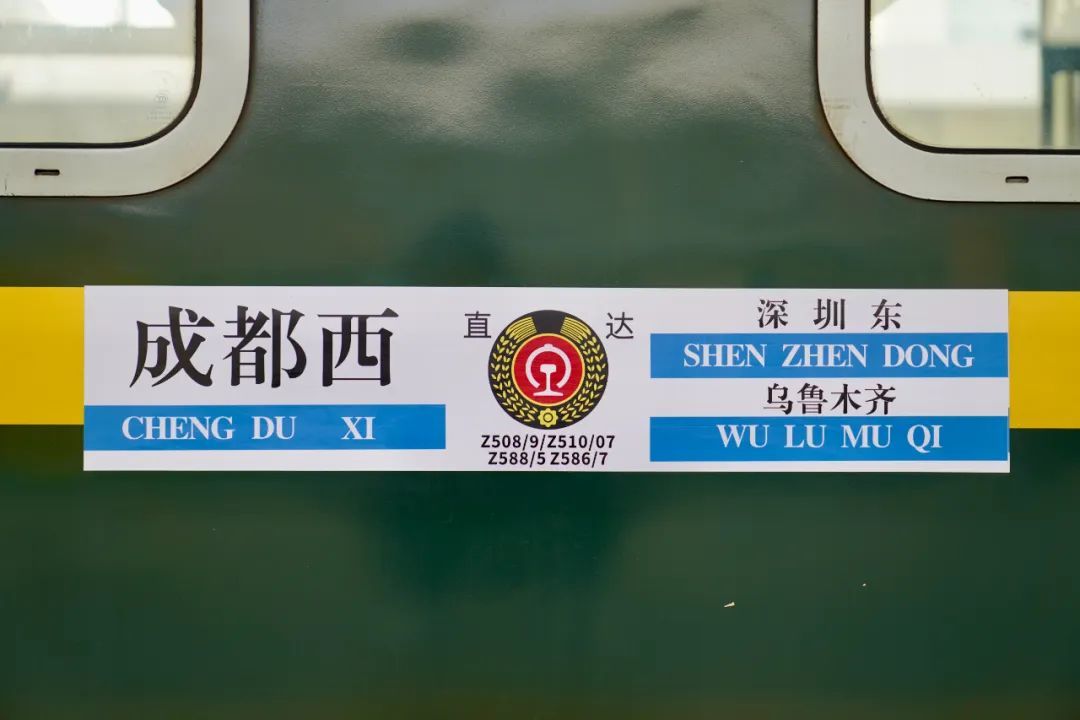 成都西
CHENG DU XI
直达
Z508/9/Z510/07
Z588/5 Z586/7
深圳东
SHEN ZHEN DONG
乌鲁木齐
WU LU MU QI